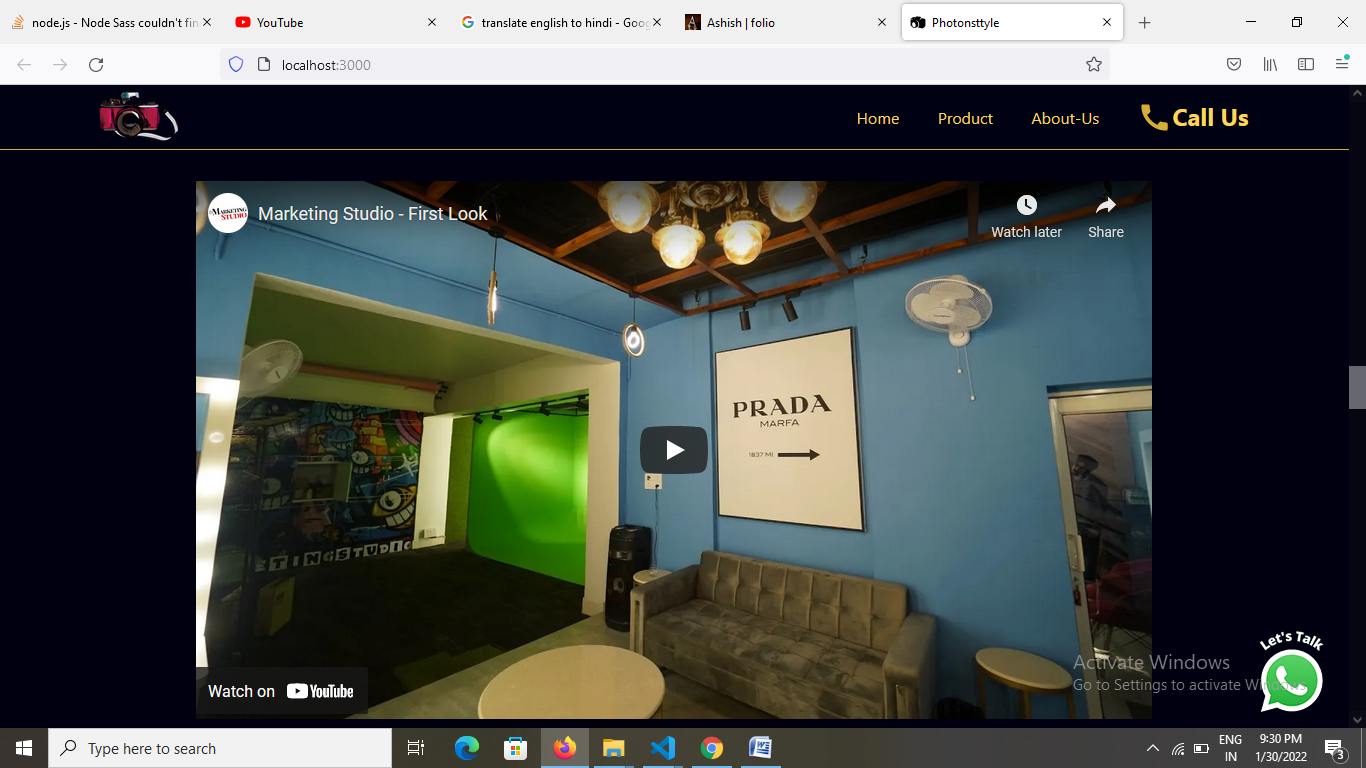 node.js - Node Sass couldn't fin
YouTube
translate english to hindi - Goog
Ashish | folio
Photonsttyle
localhost:3000
Home
Product
About-Us
Call Us
MARKETING
STUDIO
Marketing Studio - First Look
Watch later
Share
PRADA
MARFA
1837 MI
TINGSTUDIO
Watch on YouTube
Let's Talk
Activate Windows
Go to Settings to activate Windows.
Type here to search
ENG
IN
9:30 PM
1/30/2022
3